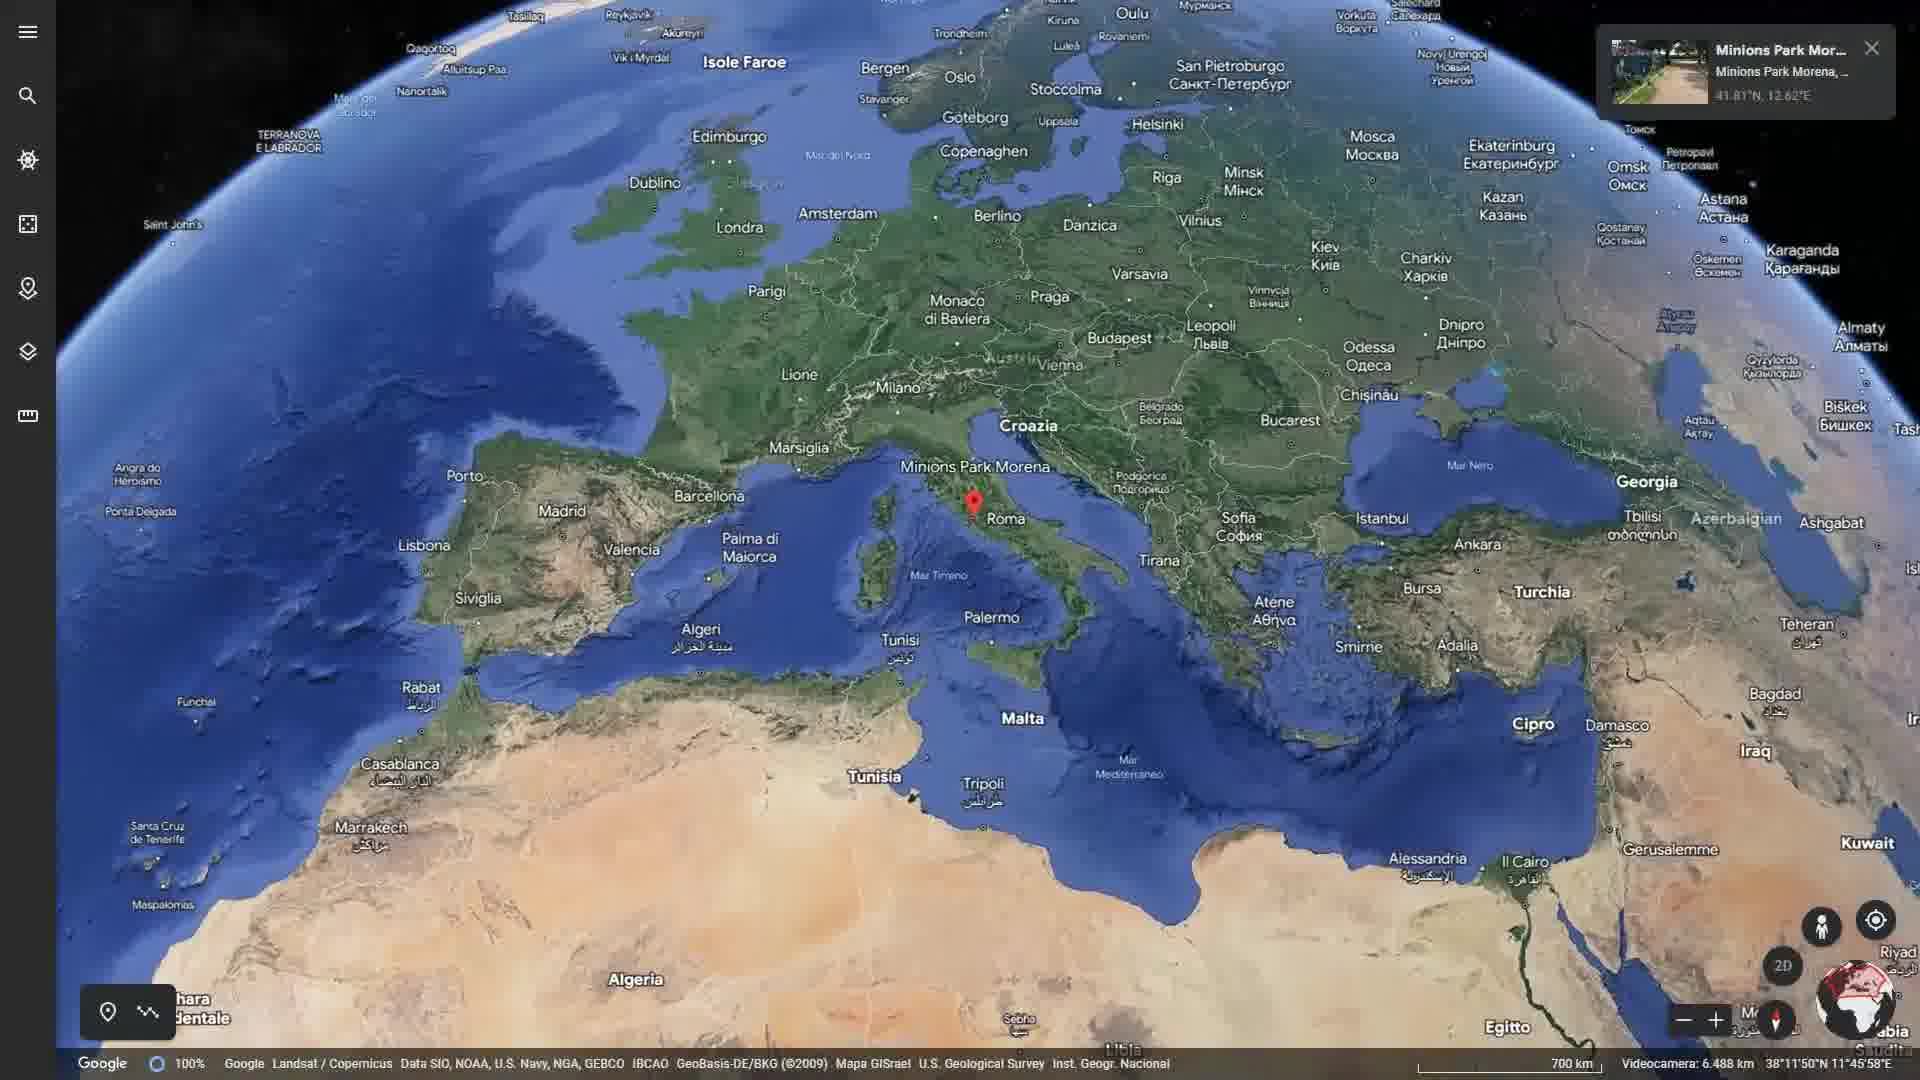 Tasiilaq
Reykjavik
Akureyri
Vik i Myrdal
Qaqortoq
Alluitsup Paa
Nanortalik
Isole Faroe
TERRANOVA
E LABRADOR
Saint John's
Trondheim
Kiruna
Luleå
Oulu
Rovaniemi
Мурманск
Bergen
Stavanger
Oslo
Stoccolma
Uppsala
Göteborg
Helsinki
San Pietroburgo
Санкт-Петербург
Vorkuta
Воркута
Salechard
Салехард
Novyj Urengoj
Новый
Уренгой
Minions Park Mor...
Minions Park Morena, ...
41.81°N, 12.62°E
Томск
Edimburgo
Mar del Nord
Dublino
Londra
Amsterdam
Copenaghen
Berlino
Danzica
Riga
Vilnius
Minsk
Мінск
Mosca
Москва
Kazan
Казань
Ekaterinburg
Екатеринбург
Omsk
Омск
Petropavl
Петропавл
Astana
Астана
Qostanay
Қостанай
Karaganda
Қарағанды
Öskemen
Өскемен
Kiev
Київ
Charkiv
Харків
Varsavia
Vinnycja
Вінниця
Parigi
Monaco
di Baviera
Praga
Budapest
Leopoli
Львів
Dnipro
Дніпро
Odessa
Одеса
Chișinău
Atyrau
Атырау
Almaty
Алматы
Qyzylorda
Қызылорда
Biškek
Бишкек
Lione
Milano
Austria
Vienna
Croazia
Belgrado
Београд
Bucarest
Aqtau
Ақтау
Marsiglia
Minions Park Morena
Roma
Podgorica
Подгорица
Mar Nero
Georgia
Tbilisi
თბილისი
Azerbaigian
Ashgabat
Angra do
Heroísmo
Ponta Delgada
Porto
Madrid
Barcellona
Lisbona
Valencia
Palma di
Maiorca
Siviglia
Mar Tirreno
Tirana
Sofia
София
Istanbul
Ankara
Bursa
Turchia
Atene
Αθήνα
Smirne
Adalia
Teheran
تهران
Palermo
Algeri
مدينة الجزائر
Tunisi
تونس
Rabat
الرباط
Funchal
Malta
Cipro
Damasco
دمشق
Bagdad
بغداد
Iraq
Casablanca
الدار البيضاء
Tunisia
Mar
Mediterraneo
Tripoli
طرابلس
Marrakech
مراكش
Santa Cruz
de Tenerife
Maspalomas
Alessandria
الإسكندرية
Il Cairo
القاهرة
Gerusalemme
Kuwait
Riyad
Algeria
Sebha
سبها
Libia
Egitto
2D
Google 100% Google Landsat / Copernicus Data SIO, NOAA, U.S. Navy, NGA, GEBCO IBCAO GeoBasis-DE/BKG (©2009) Mapa GISrael U.S. Geological Survey Inst. Geogr. Nacional 700 km Videocamera: 6.488 km 38°11'50"N 11°45'58"E